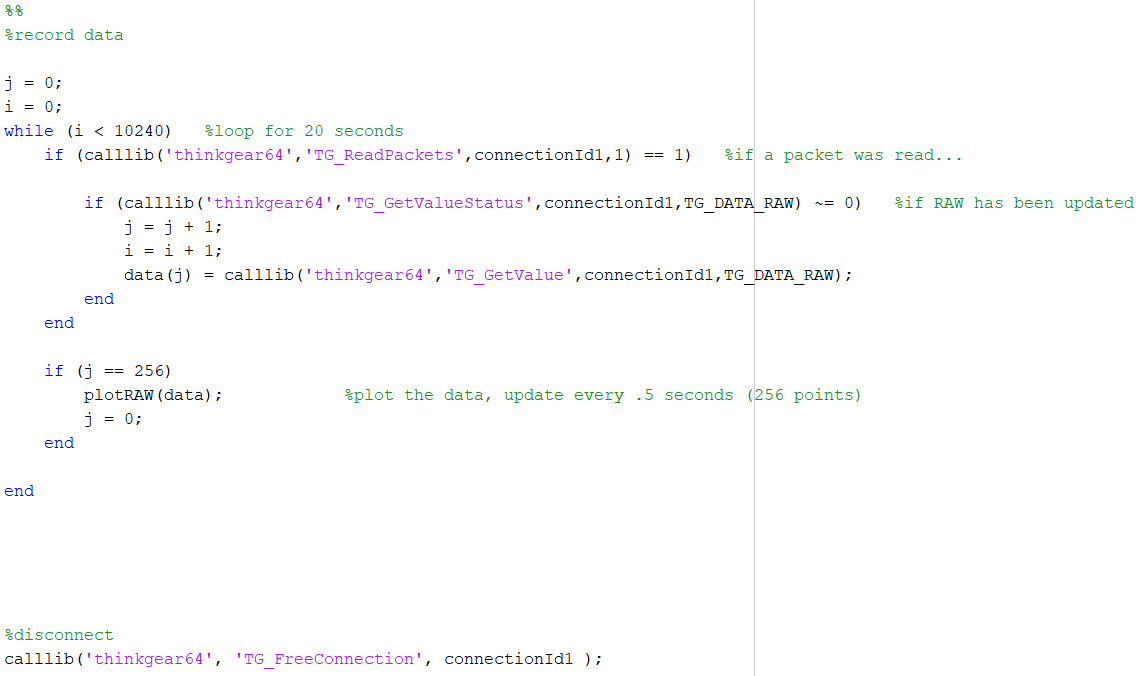 %%
%record data
j = 0;
i = 0;
while (i < 10240)   %loop for 20 seconds
    if (calllib('thinkgear64','TG_ReadPackets',connectionId1,1) == 1)   %if a packet was read...
        if (calllib('thinkgear64','TG_GetValueStatus',connectionId1,TG_DATA_RAW) ~= 0)   %if RAW has been updated
            j = j + 1;
            i = i + 1;
            data(j) = calllib('thinkgear64','TG_GetValue',connectionId1,TG_DATA_RAW);
        end
    end
    if (j == 256)
        plotRAW(data);            %plot the data, update every .5 seconds (256 points)
        j = 0;
    end
end
%disconnect
calllib('thinkgear64', 'TG_FreeConnection', connectionId1 );